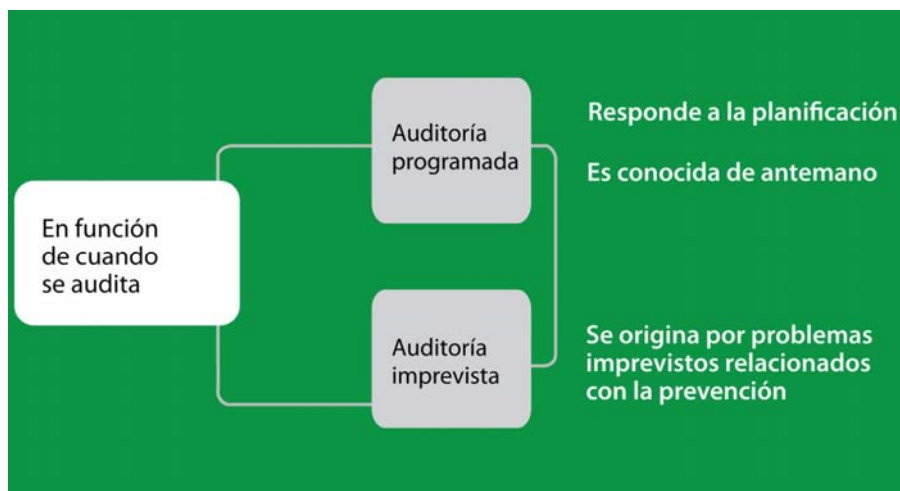 En función
de cuando
se audita
Auditoría
programada
Responde a la planificación
Es conocida de antemano
Auditoría
imprevista
Se origina por problemas
imprevistos relacionados
con la prevención